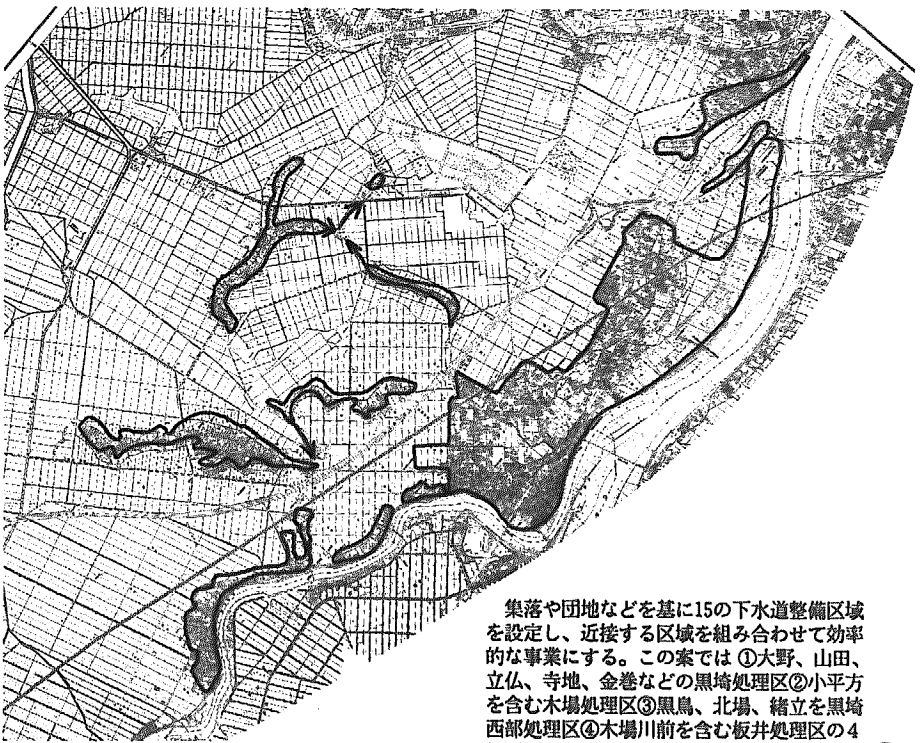 集落や団地などを基に15の下水道整備区域
を設定し、近接する区域を組み合わせて効率
的な事業にする。この案では ①大野、山田、
立仏、寺地、金巻などの黒埼処理区②小平方
を含む木場処理区③黒鳥、北場、緒立を黒埼
西部処理区④木場川前を含む板井処理区の4